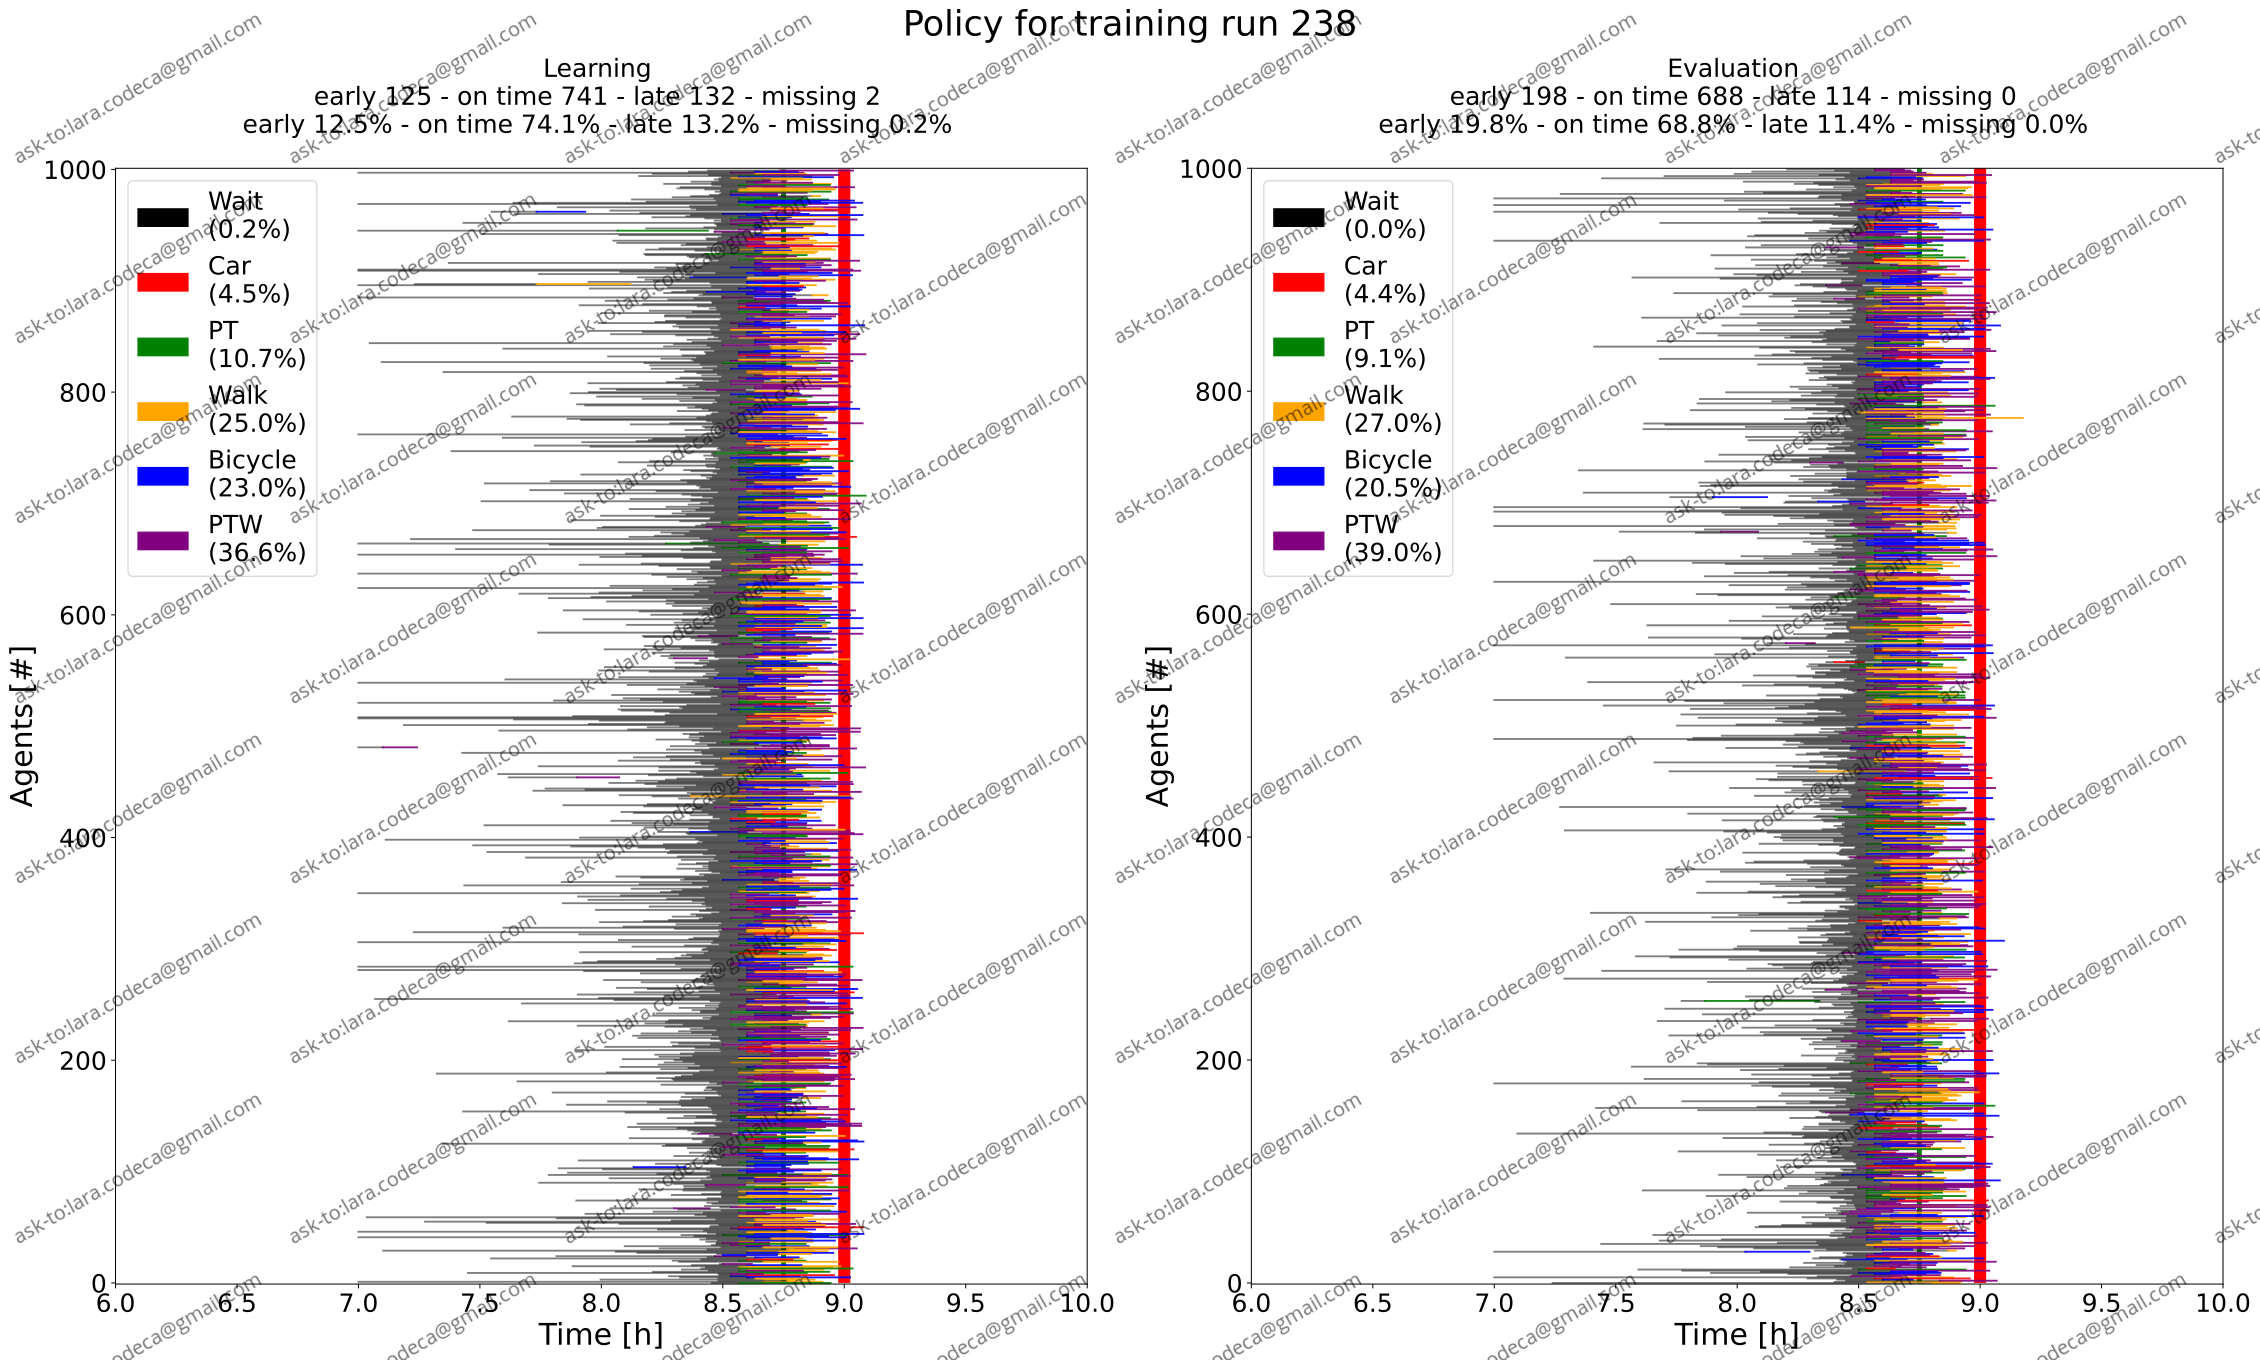 Policy for training run 238
Learning
early 125 - on time 741 - late 132 - missing 2
early 12.5% - on time 74.1% - late 13.2% - missing 0.2%
Wait
(0.2%)
Car
(4.5%)
PT
(10.7%)
Walk
(25.0%)
Bicycle
(23.0%)
PTW
(36.6%)
1000
800
600
400
200
0
Agents [#]
6.0 6.5 7.0 7.5 8.0 8.5 9.0 9.5 10.0
Time [h]
Evaluation
early 198 - on time 688 - late 114 - missing 0
early 19.8% - on time 68.8% - late 11.4% - missing 0.0%
Wait
(0.0%)
Car
(4.4%)
PT
(9.1%)
Walk
(27.0%)
Bicycle
(20.5%)
PTW
(39.0%)
1000
800
600
400
200
0
Agents [#]
6.0 6.5 7.0 7.5 8.0 8.5 9.0 9.5 10.0
Time [h]
ask-to:lara.codeca@gmail.com